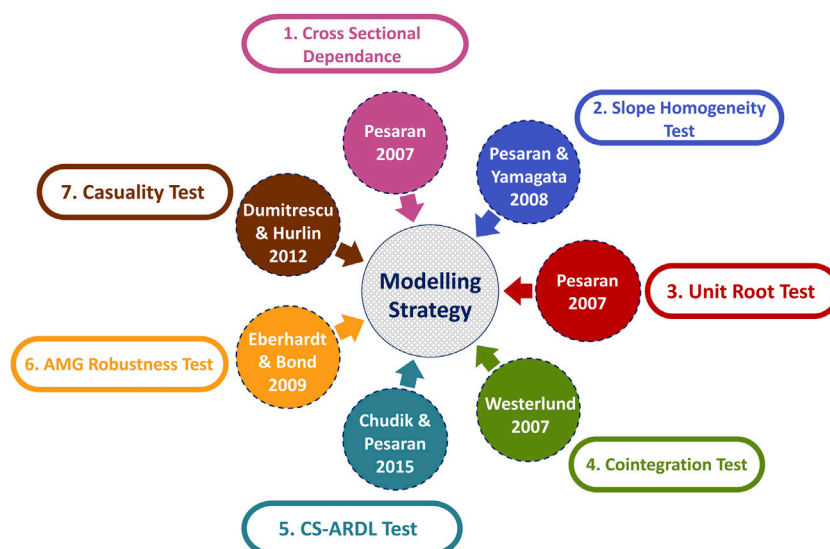 1. Cross Sectional
Dependance
Pesaran
2007
2. Slope Homogeneity
Test
Pesaran &
Yamagata
2008
3. Unit Root Test
Pesaran
2007
4. Cointegration Test
Westerlund
2007
5. CS-ARDL Test
Chudik &
Pesaran
2015
6. AMG Robustness Test
Eberhardt
& Bond
2009
7. Casuality Test
Dumitrescu
& Hurlin
2012
Modelling
Strategy